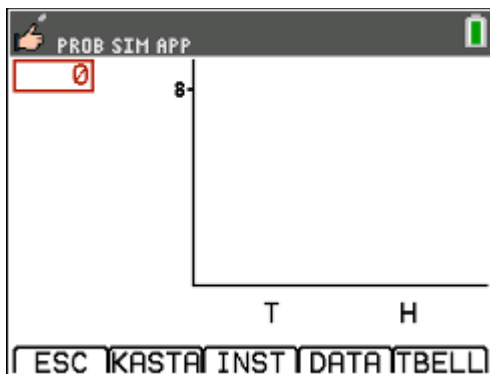 PROB SIM APP
0
8
T H
ESC KASTA INST DATA TBELL